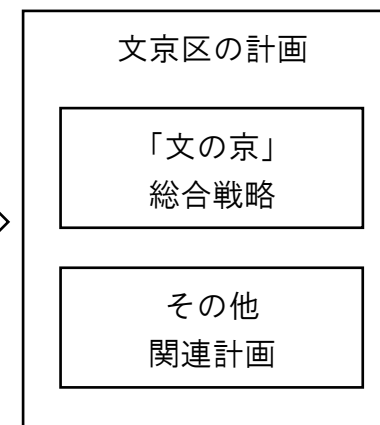 文京区の計画
「文の京」
総合戦略
その他
関連計画